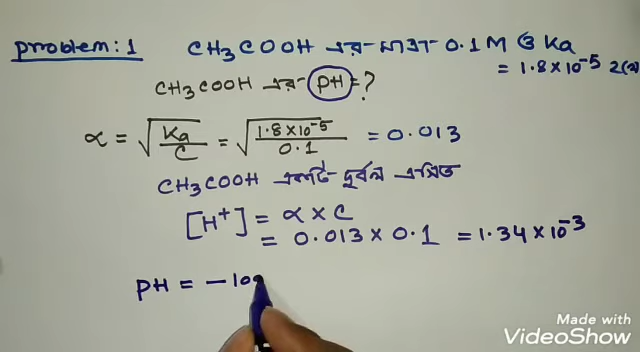 Problem: 1 CH3COOH এর মাত্রা 0.1 M ও Ka
= 1.8 × 10⁻⁵
CH3COOH এর PH = ?
α = √Ka/C = √1.8 × 10⁻⁵/0.1 = 0.013
CH3COOH একটি দুর্বল এসিড
[H⁺] = α × C
= 0.013 × 0.1 = 1.34 × 10⁻³
PH = – log
Made with
VideoShow